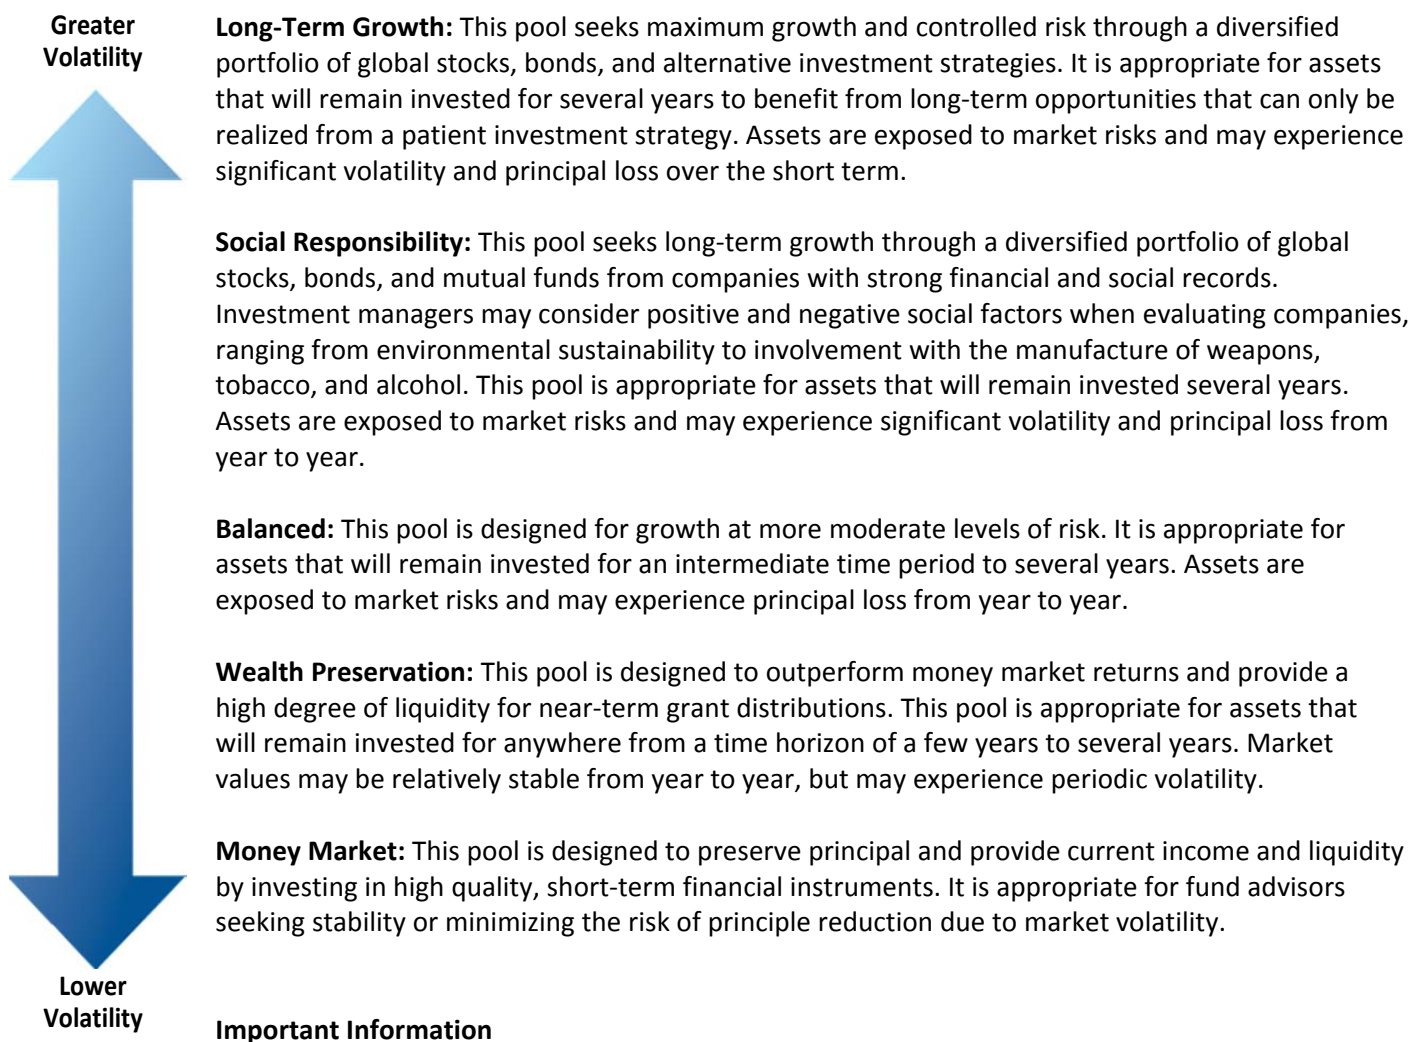 Greater
Volatility
Long-Term Growth: This pool seeks maximum growth and controlled risk through a diversified
portfolio of global stocks, bonds, and alternative investment strategies. It is appropriate for assets
that will remain invested for several years to benefit from long-term opportunities that can only be
realized from a patient investment strategy. Assets are exposed to market risks and may experience
significant volatility and principal loss over the short term.
Social Responsibility: This pool seeks long-term growth through a diversified portfolio of global
stocks, bonds, and mutual funds from companies with strong financial and social records.
Investment managers may consider positive and negative social factors when evaluating companies,
ranging from environmental sustainability to involvement with the manufacture of weapons,
tobacco, and alcohol. This pool is appropriate for assets that will remain invested several years.
Assets are exposed to market risks and may experience significant volatility and principal loss from
year to year.
Balanced: This pool is designed for growth at more moderate levels of risk. It is appropriate for
assets that will remain invested for an intermediate time period to several years. Assets are
exposed to market risks and may experience principal loss from year to year.
Wealth Preservation: This pool is designed to outperform money market returns and provide a
high degree of liquidity for near-term grant distributions. This pool is appropriate for assets that
will remain invested for anywhere from a time horizon of a few years to several years. Market
values may be relatively stable from year to year, but may experience periodic volatility.
Money Market: This pool is designed to preserve principal and provide current income and liquidity
by investing in high quality, short-term financial instruments. It is appropriate for fund advisors
seeking stability or minimizing the risk of principle reduction due to market volatility.
Lower
Volatility
Important Information